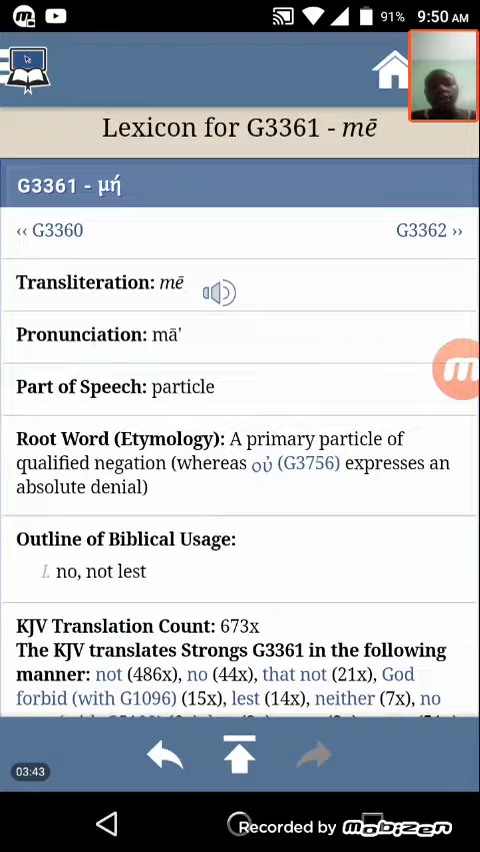 91% 9:50 AM
Lexicon for G3361 - mē
G3361 - μή
‹‹ G3360 G3362 ››
Transliteration: mē
Pronunciation: mā'
Part of Speech: particle
Root Word (Etymology): A primary particle of
qualified negation (whereas οὐ (G3756) expresses an
absolute denial)
Outline of Biblical Usage:
I. no, not lest
KJV Translation Count: 673x
The KJV translates Strongs G3361 in the following
manner: not (486x), no (44x), that not (21x), God
forbid (with G1096) (15x), lest (14x), neither (7x), no
03:43
Recorded by mobizen